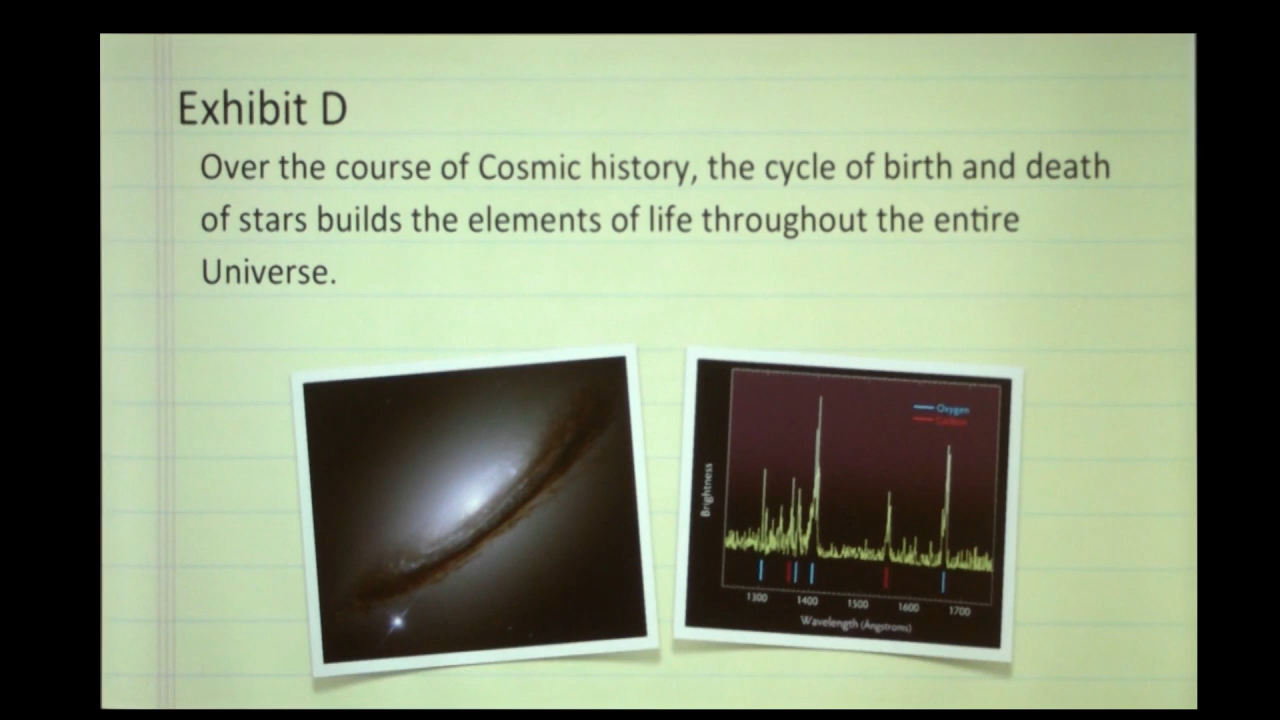 Exhibit D
Over the course of Cosmic history, the cycle of birth and death
of stars builds the elements of life throughout the entire
Universe.
Oxygen
Carbon
Brightness
1300 1400 1500 1600 1700
Wavelength (Angstroms)